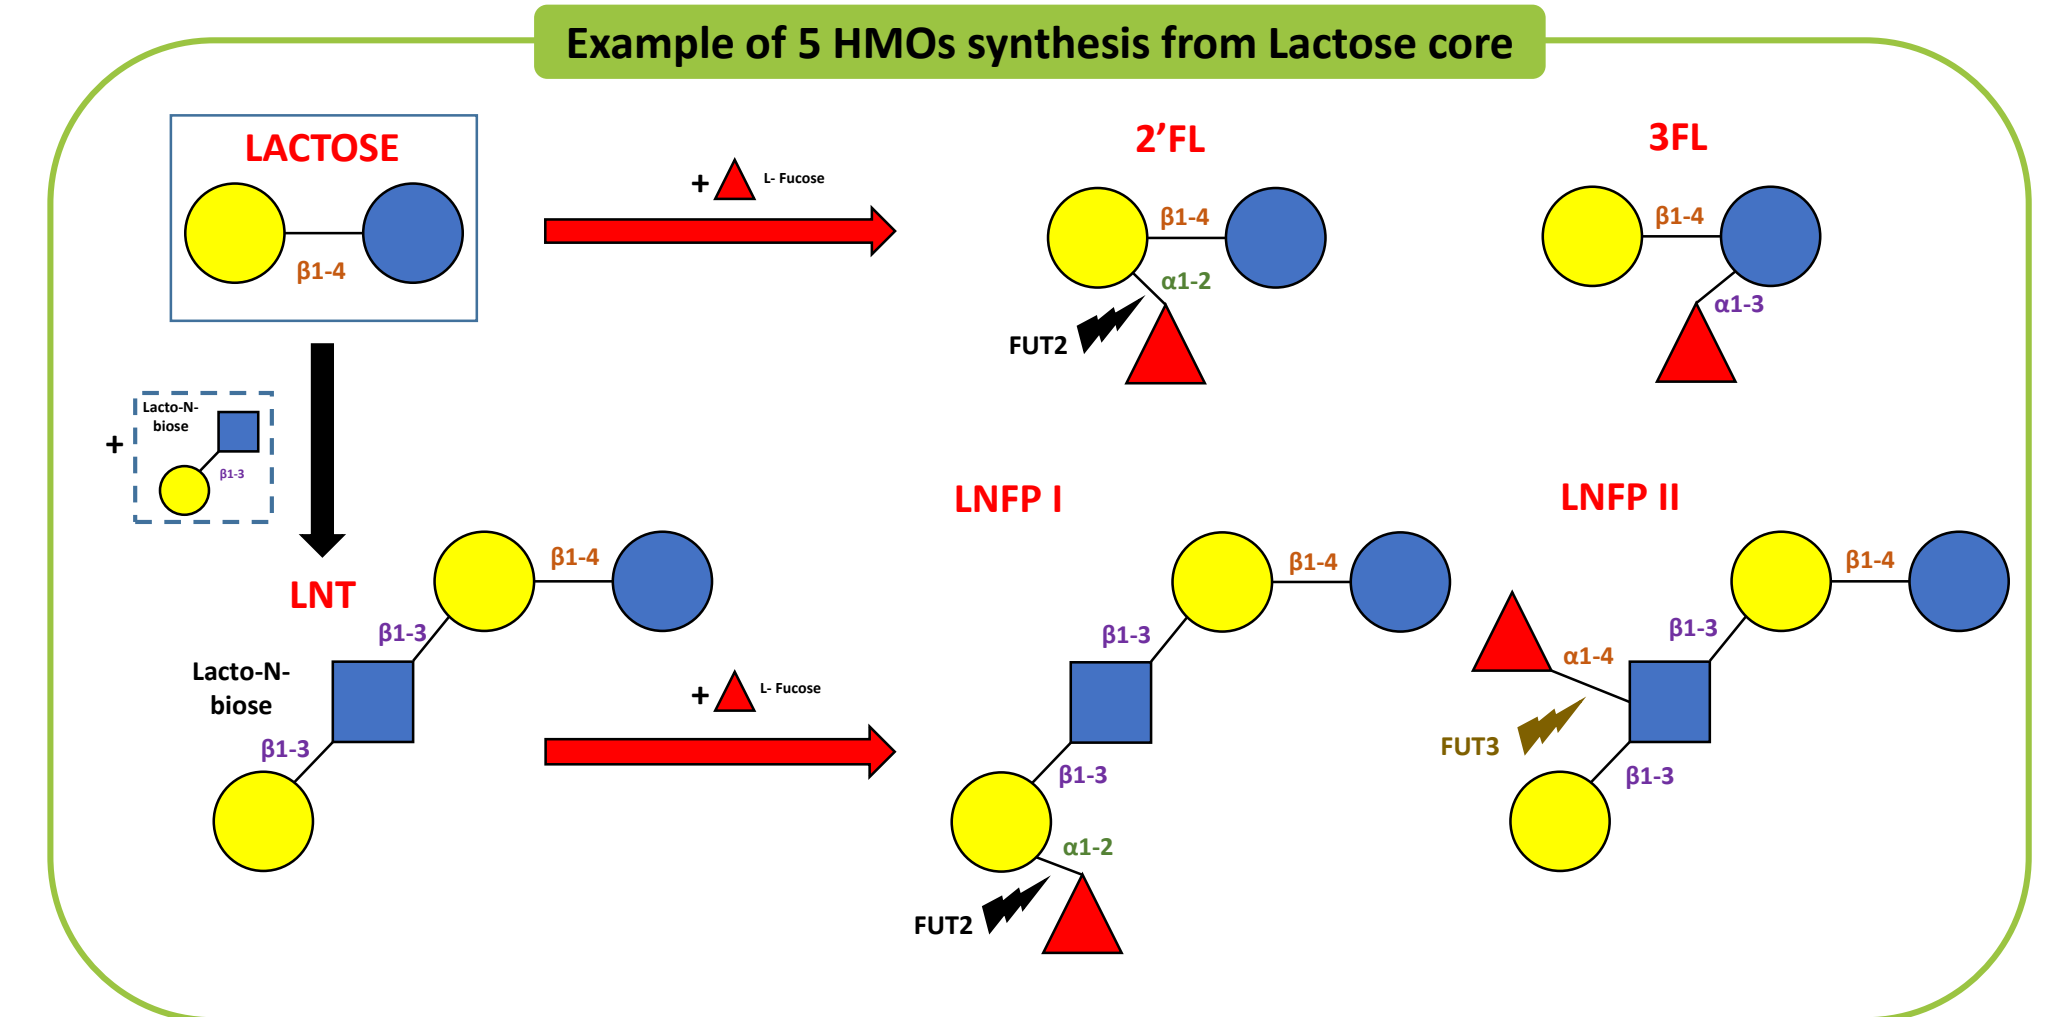 Example of 5 HMOs synthesis from Lactose core
LACTOSE
β1-4
+
L- Fucose
2’FL
β1-4
α1-2
FUT2
3FL
β1-4
α1-3
+
Lacto-N-
biose
β1-3
LNT
β1-4
β1-3
Lacto-N-
biose
β1-3
+
L- Fucose
LNFP I
β1-4
β1-3
β1-3
α1-2
FUT2
LNFP II
β1-4
β1-3
α1-4
FUT3
β1-3